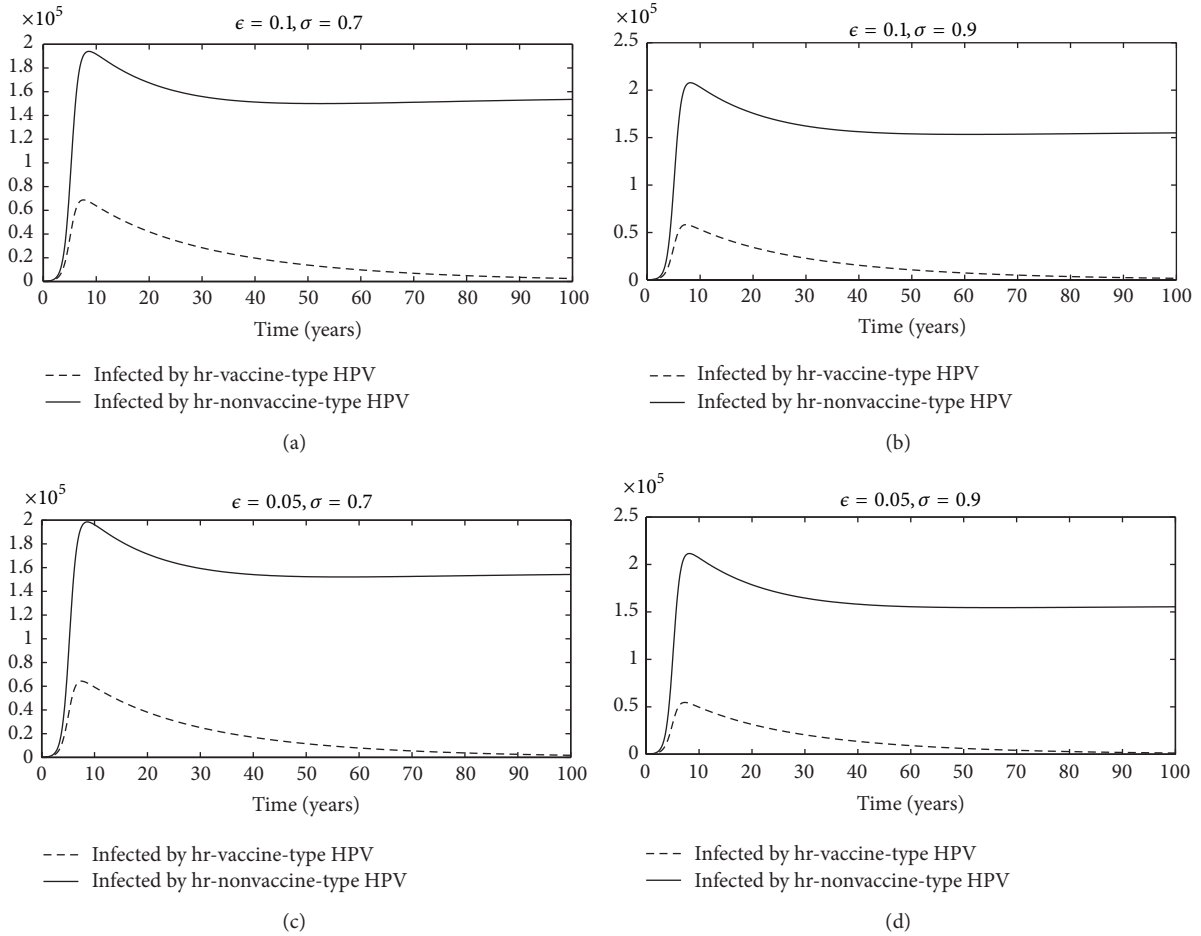 ×10⁵
ϵ = 0.1, σ = 0.7
2
1.8
1.6
1.4
1.2
1
0.8
0.6
0.4
0.2
0
0 10 20 30 40 50 60 70 80 90 100
Time (years)
Infected by hr-vaccine-type HPV
Infected by hr-nonvaccine-type HPV
(a)
×10⁵
ϵ = 0.1, σ = 0.9
2.5
2
1.5
1
0.5
0
0 10 20 30 40 50 60 70 80 90 100
Time (years)
Infected by hr-vaccine-type HPV
Infected by hr-nonvaccine-type HPV
(b)
×10⁵
ϵ = 0.05, σ = 0.7
2
1.8
1.6
1.4
1.2
1
0.8
0.6
0.4
0.2
0
0 10 20 30 40 50 60 70 80 90 100
Time (years)
Infected by hr-vaccine-type HPV
Infected by hr-nonvaccine-type HPV
(c)
×10⁵
ϵ = 0.05, σ = 0.9
2.5
2
1.5
1
0.5
0
0 10 20 30 40 50 60 70 80 90 100
Time (years)
Infected by hr-vaccine-type HPV
Infected by hr-nonvaccine-type HPV
(d)